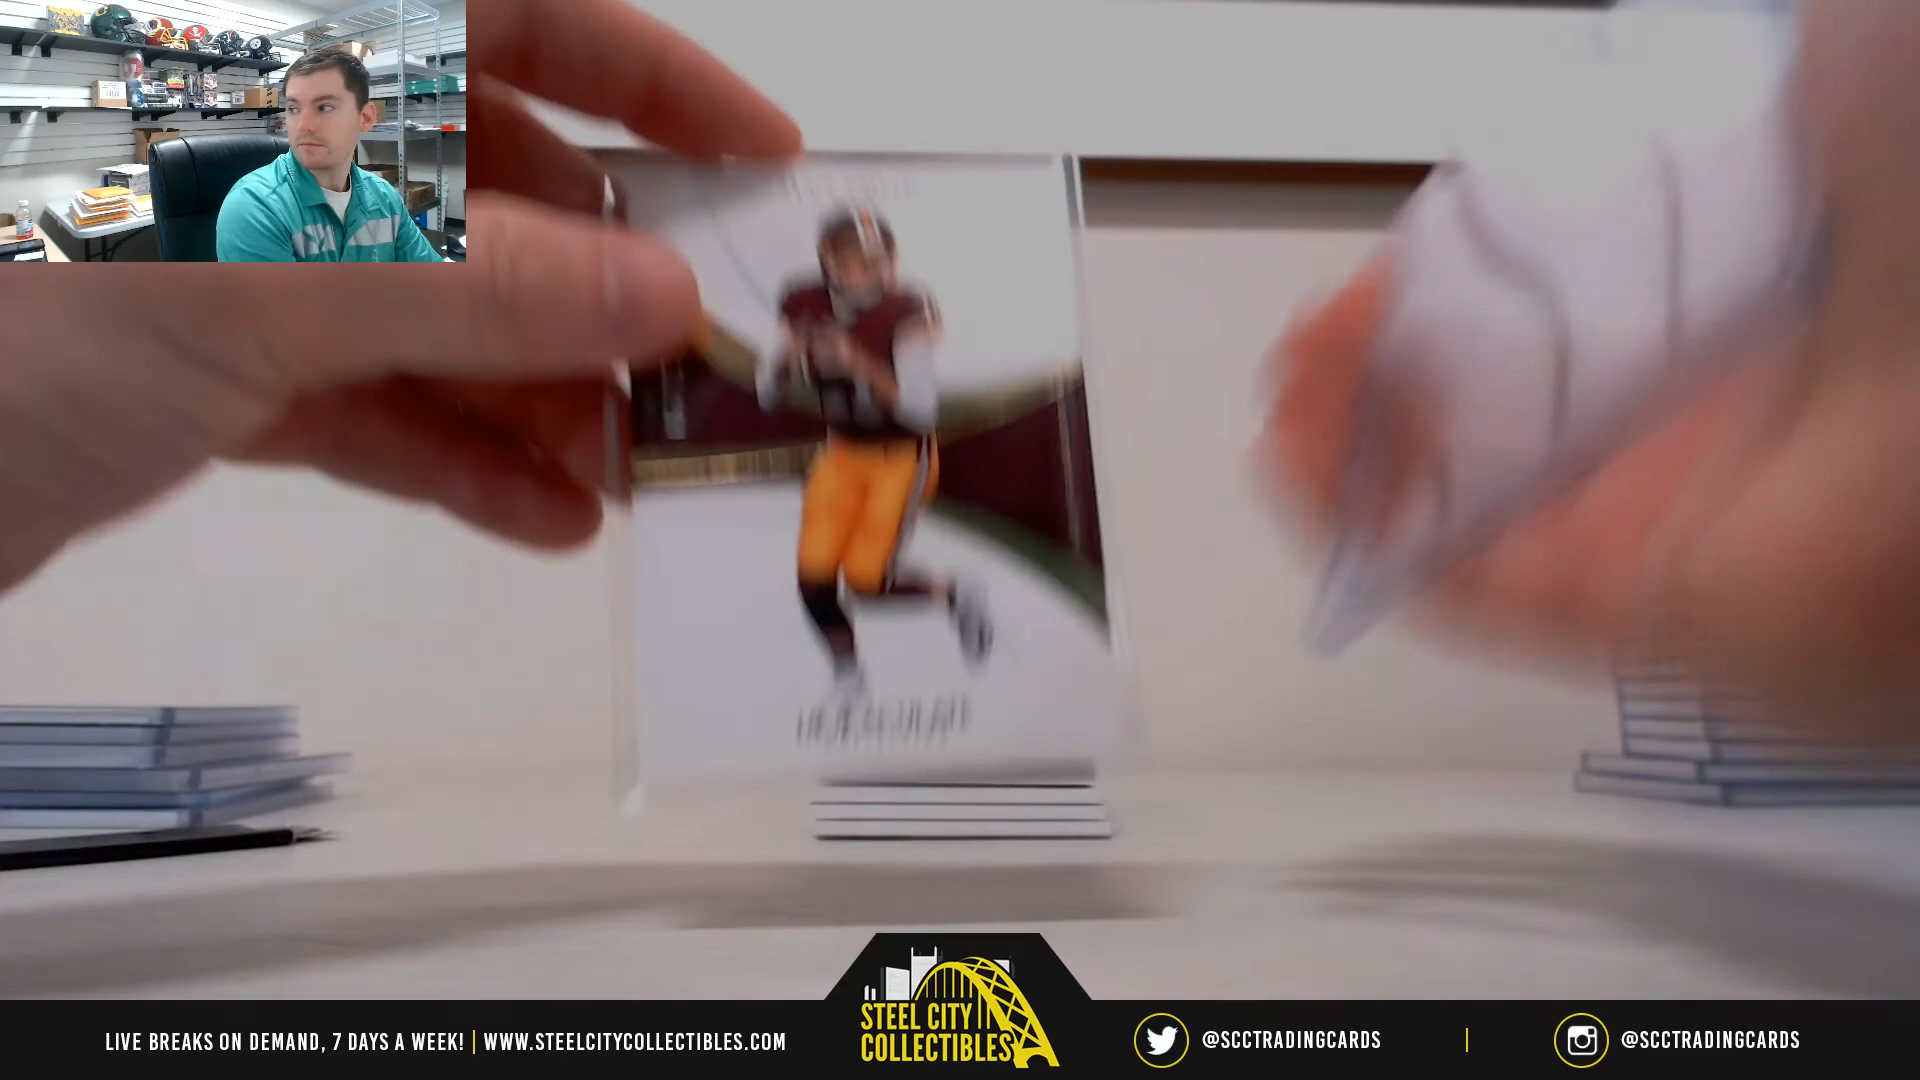 LIVE BREAKS ON DEMAND, 7 DAYS A WEEK! | WWW.STEELCITYCOLLECTIBLES.COM
STEEL CITY
COLLECTIBLES
@SCCTRADINGCARDS | @SCCTRADINGCARDS